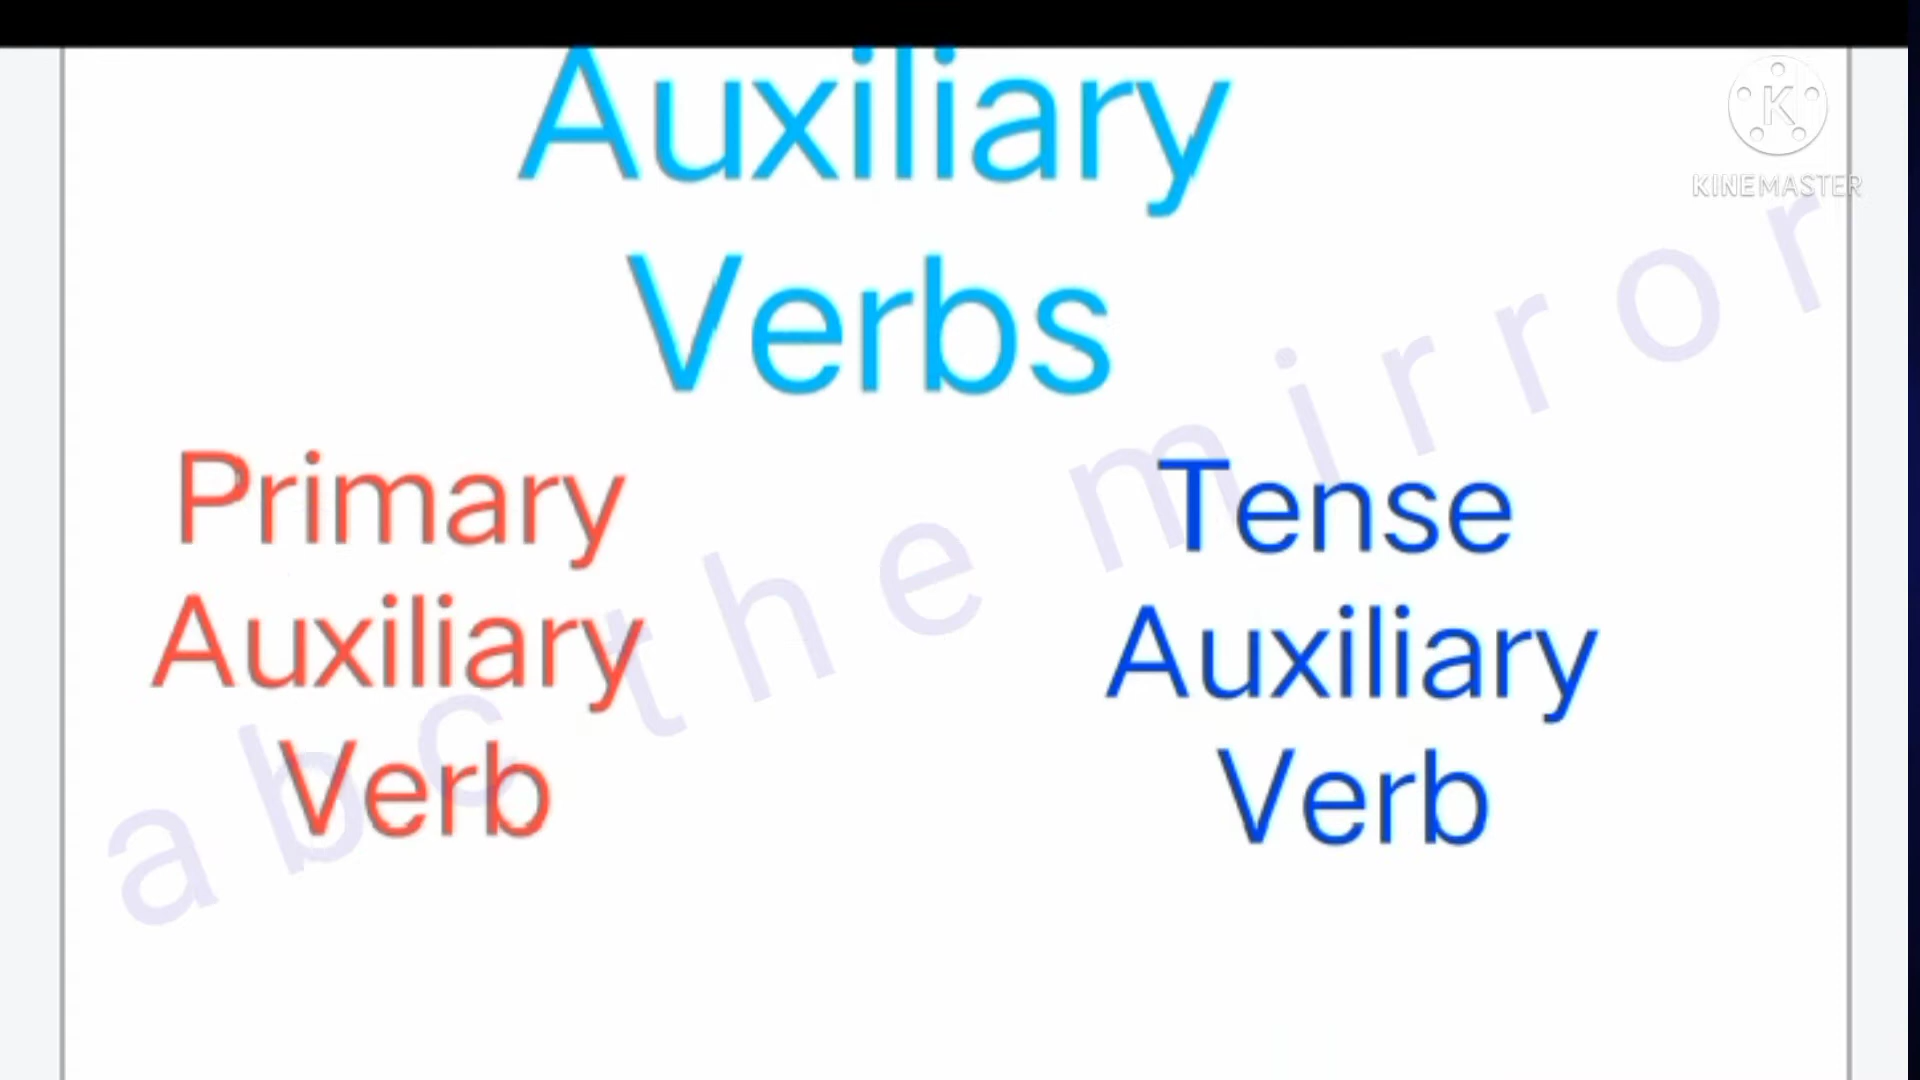 Auxiliary
Verbs
KINEMASTER
Primary
Auxiliary
Verb
Tense
Auxiliary
Verb
abc the mirror